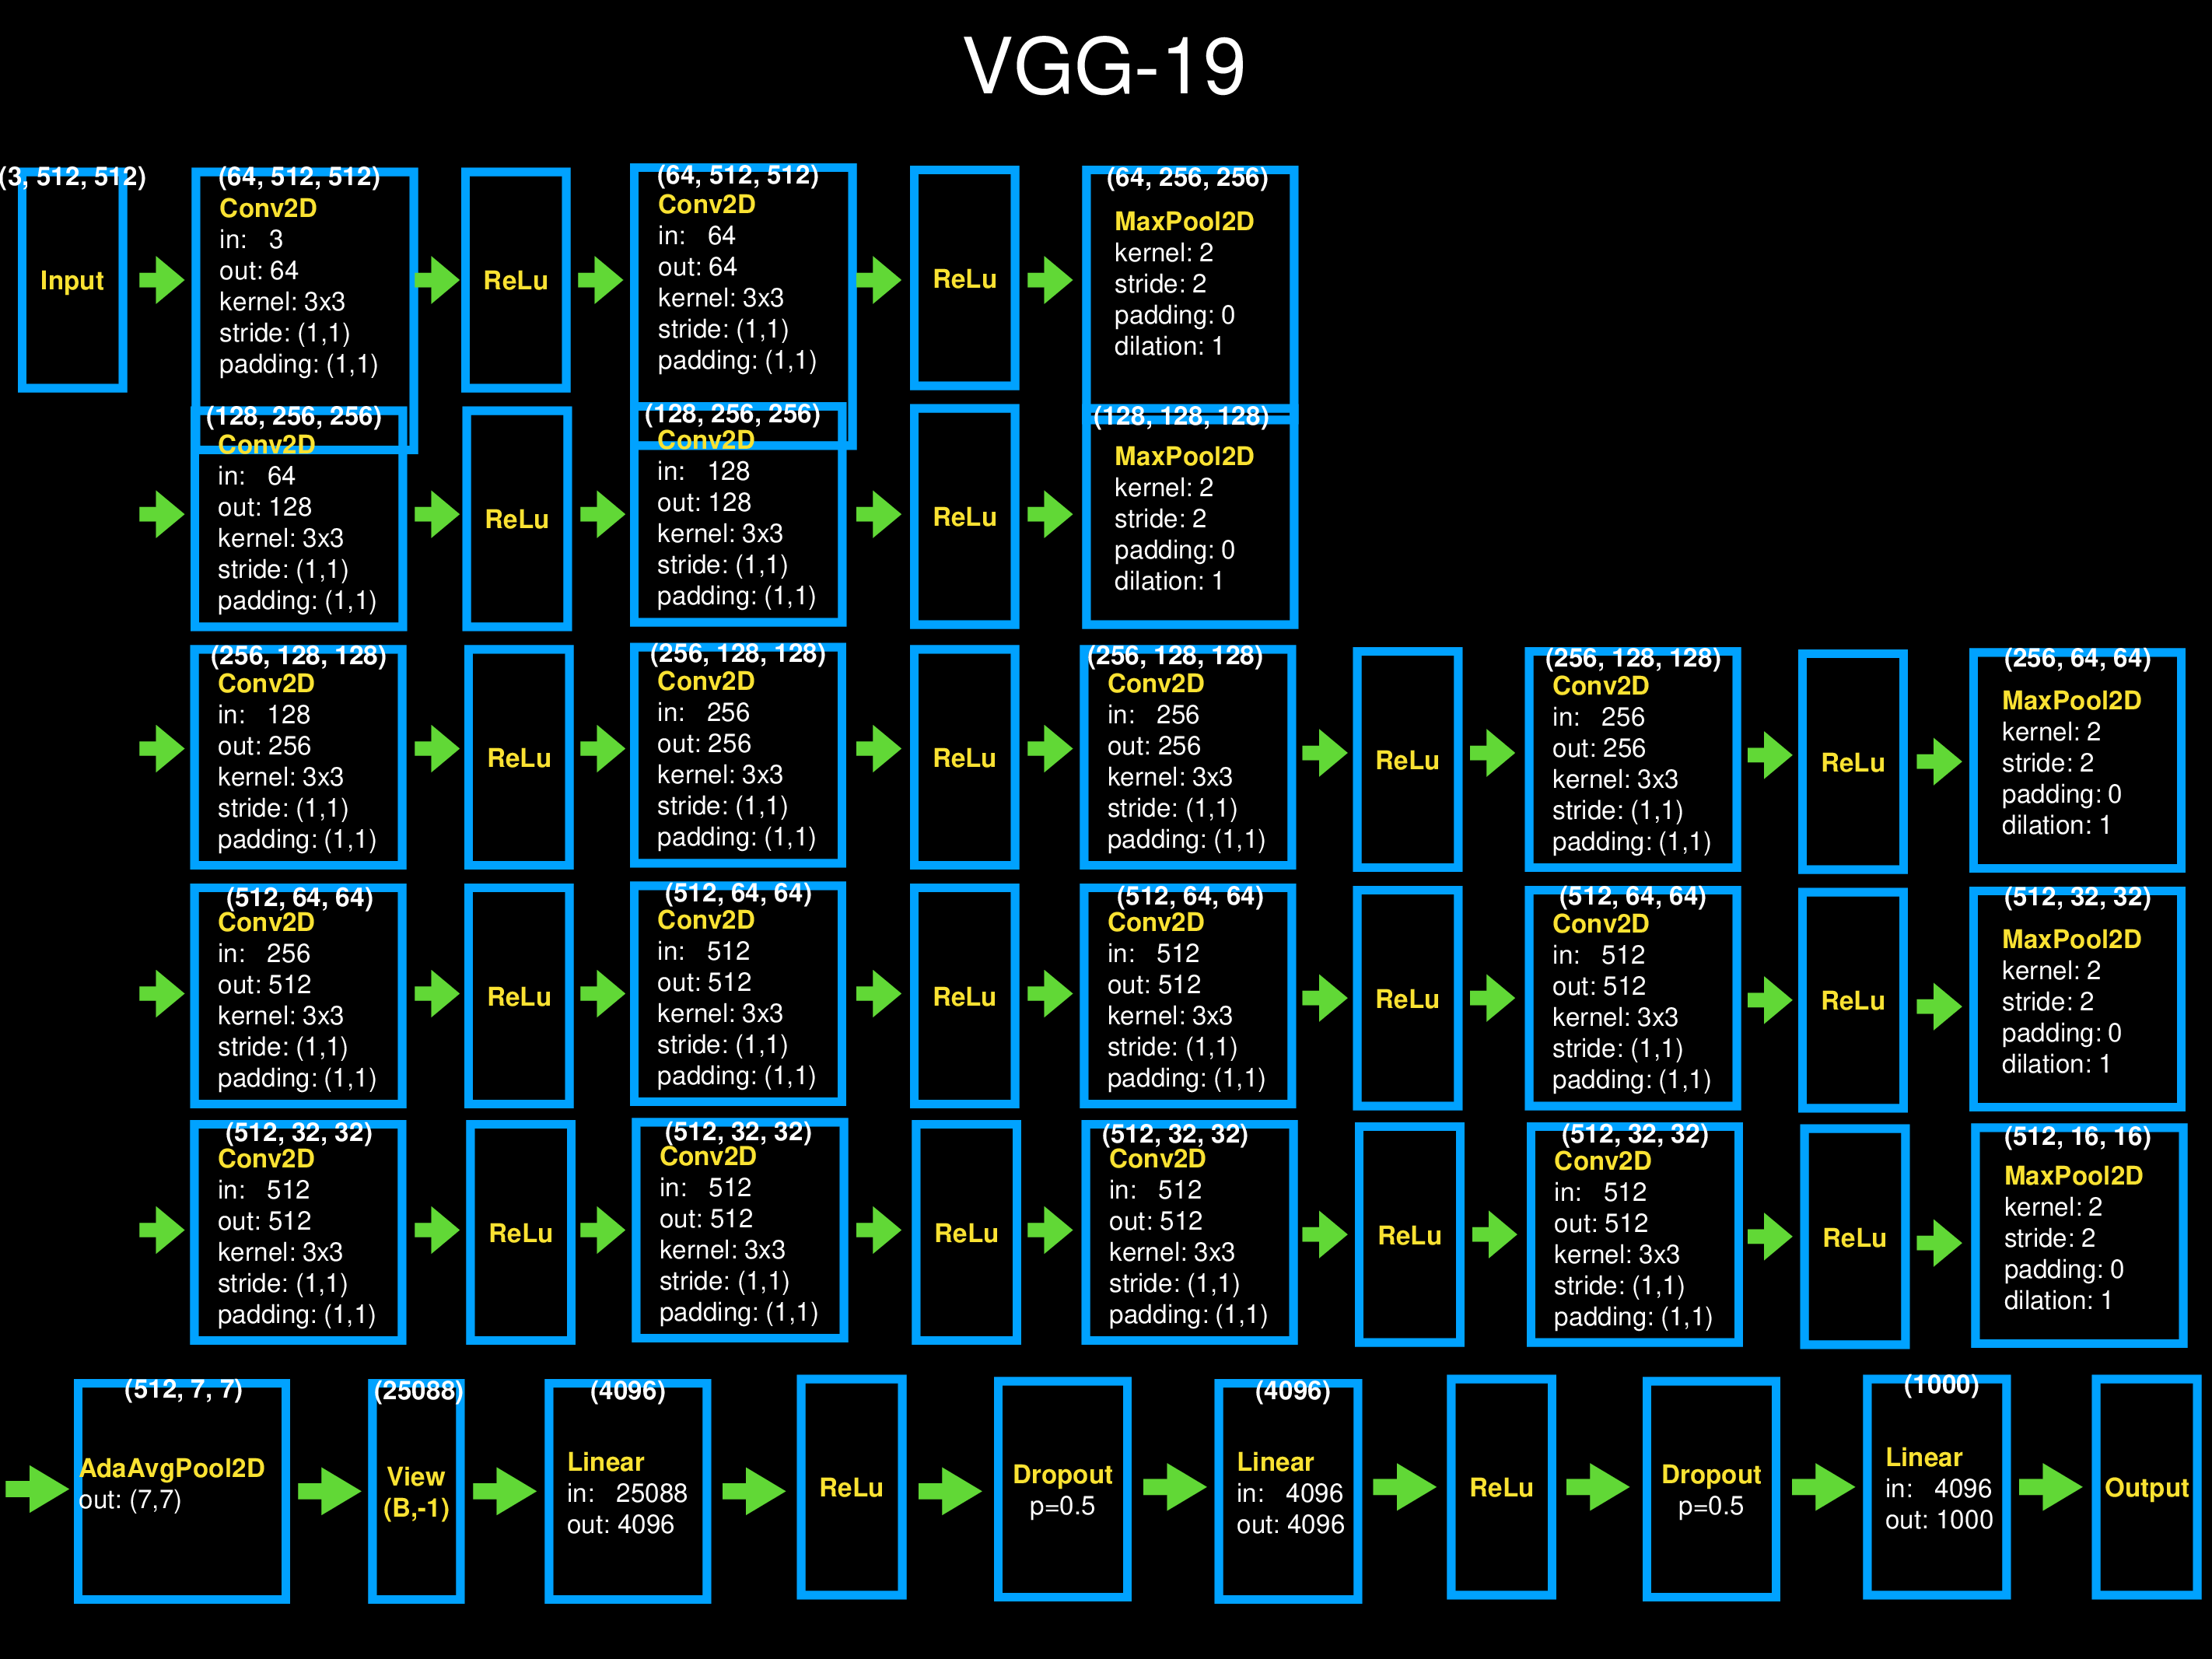 VGG-19
(3, 512, 512)
Input
(64, 512, 512)
Conv2D
in: 3
out: 64
kernel: 3x3
stride: (1,1)
padding: (1,1)
ReLu
(64, 512, 512)
Conv2D
in: 64
out: 64
kernel: 3x3
stride: (1,1)
padding: (1,1)
ReLu
(64, 256, 256)
MaxPool2D
kernel: 2
stride: 2
padding: 0
dilation: 1
(128, 256, 256)
Conv2D
in: 64
out: 128
kernel: 3x3
stride: (1,1)
padding: (1,1)
ReLu
(128, 256, 256)
Conv2D
in: 128
out: 128
kernel: 3x3
stride: (1,1)
padding: (1,1)
ReLu
(128, 128, 128)
MaxPool2D
kernel: 2
stride: 2
padding: 0
dilation: 1
(256, 128, 128)
Conv2D
in: 128
out: 256
kernel: 3x3
stride: (1,1)
padding: (1,1)
ReLu
(256, 128, 128)
Conv2D
in: 256
out: 256
kernel: 3x3
stride: (1,1)
padding: (1,1)
ReLu
(256, 128, 128)
Conv2D
in: 256
out: 256
kernel: 3x3
stride: (1,1)
padding: (1,1)
ReLu
(256, 128, 128)
Conv2D
in: 256
out: 256
kernel: 3x3
stride: (1,1)
padding: (1,1)
ReLu
(256, 64, 64)
MaxPool2D
kernel: 2
stride: 2
padding: 0
dilation: 1
(512, 64, 64)
Conv2D
in: 256
out: 512
kernel: 3x3
stride: (1,1)
padding: (1,1)
ReLu
(512, 64, 64)
Conv2D
in: 512
out: 512
kernel: 3x3
stride: (1,1)
padding: (1,1)
ReLu
(512, 64, 64)
Conv2D
in: 512
out: 512
kernel: 3x3
stride: (1,1)
padding: (1,1)
ReLu
(512, 64, 64)
Conv2D
in: 512
out: 512
kernel: 3x3
stride: (1,1)
padding: (1,1)
ReLu
(512, 32, 32)
MaxPool2D
kernel: 2
stride: 2
padding: 0
dilation: 1
(512, 32, 32)
Conv2D
in: 512
out: 512
kernel: 3x3
stride: (1,1)
padding: (1,1)
ReLu
(512, 32, 32)
Conv2D
in: 512
out: 512
kernel: 3x3
stride: (1,1)
padding: (1,1)
ReLu
(512, 32, 32)
Conv2D
in: 512
out: 512
kernel: 3x3
stride: (1,1)
padding: (1,1)
ReLu
(512, 32, 32)
Conv2D
in: 512
out: 512
kernel: 3x3
stride: (1,1)
padding: (1,1)
ReLu
(512, 16, 16)
MaxPool2D
kernel: 2
stride: 2
padding: 0
dilation: 1
(512, 7, 7)
AdaAvgPool2D
out: (7,7)
(25088)
View
(B,-1)
(4096)
Linear
in: 25088
out: 4096
ReLu
Dropout
p=0.5
(4096)
Linear
in: 4096
out: 4096
ReLu
Dropout
p=0.5
(1000)
Linear
in: 4096
out: 1000
Output